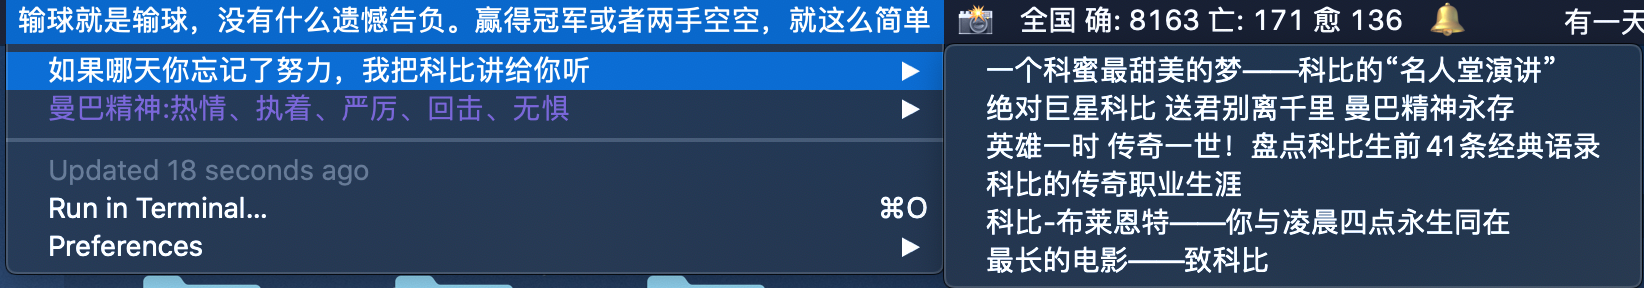 输球就是输球，没有什么遗憾告负。赢得冠军或者两手空空，就这么简单
全国 确: 8163 亡: 171 愈 136
有一天
如果哪天你忘记了努力，我把科比讲给你听
曼巴精神:热情、执着、严厉、回击、无惧
Updated 18 seconds ago
Run in Terminal... ⌘O
Preferences
一个科蜜最甜美的梦——科比的“名人堂演讲”
绝对巨星科比 送君别离千里 曼巴精神永存
英雄一时 传奇一世！盘点科比生前41条经典语录
科比的传奇职业生涯
科比-布莱恩特——你与凌晨四点永生同在
最长的电影——致科比